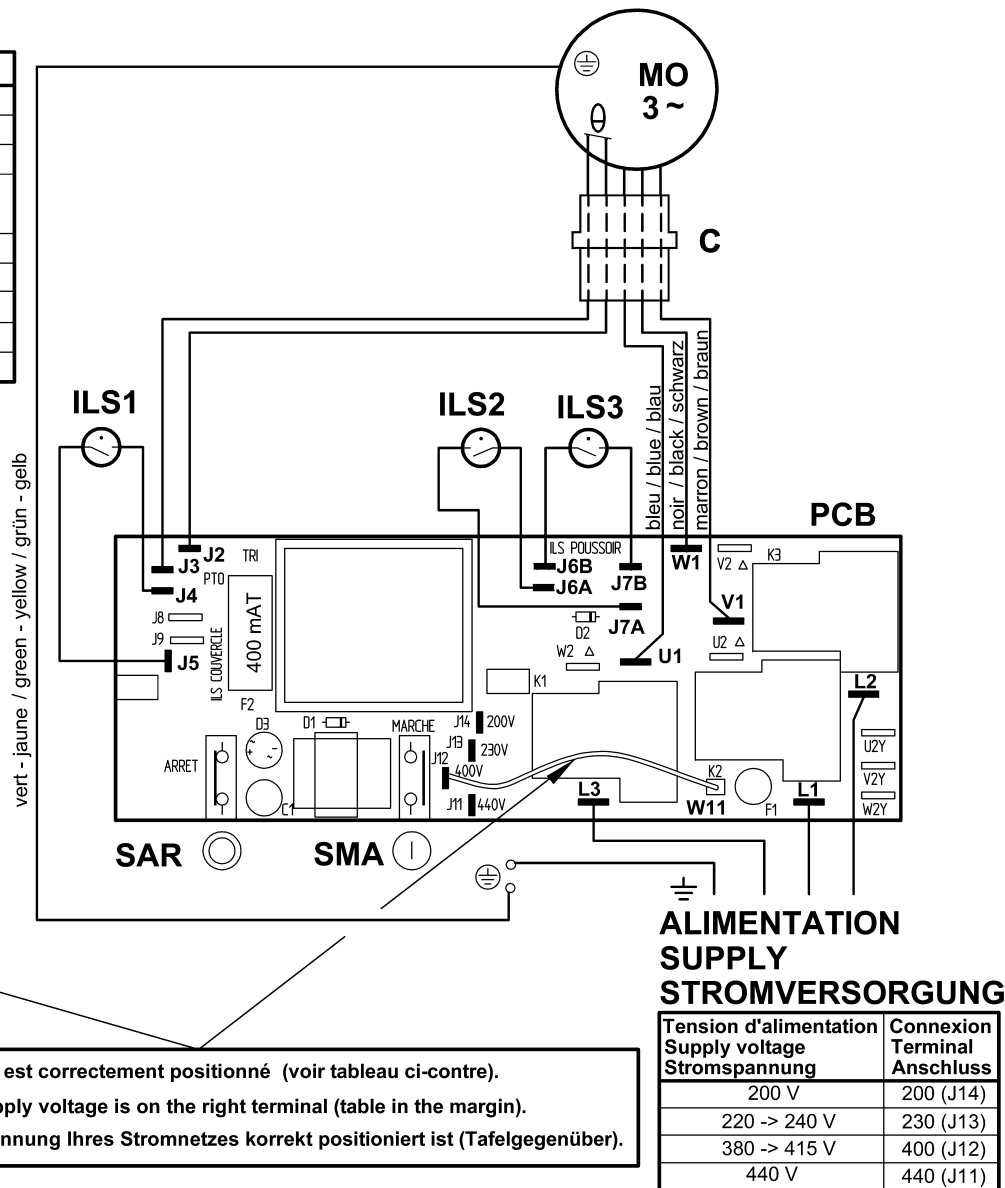 MO
3 ~
C
bleu / blue / blau
noir / black / schwarz
marron / brown / braun
ILS1
ILS2
ILS3
vert - jaune / green - yellow / grün - gelb
PCB
J2
TRI
J3
PTO
J4
J8
J9
J5
ILS COUVERCLE
400 mAT
F2
ILS POUSSOIR
J6B
J6A
J7B
J7A
D2
W2
U1
W1
V2
K3
V1
U2
L2
K1
D3
D1
MARCHE
ARRET
C1
J14 200V
J13 230V
J12 400V
J11 440V
L3
K2
W11
F1
L1
U2Y
V2Y
W2Y
SAR
SMA
ALIMENTATION
SUPPLY
STROMVERSORGUNG
Tension d'alimentation
Supply voltage
Stromspannung
Connexion
Terminal
Anschluss
200 V 200 (J14)
220 -> 240 V 230 (J13)
380 -> 415 V 400 (J12)
440 V 440 (J11)
est correctement positionné (voir tableau ci-contre).
pply voltage is on the right terminal (table in the margin).
nnung Ihres Stromnetzes korrekt positioniert ist (Tafelgegenüber).